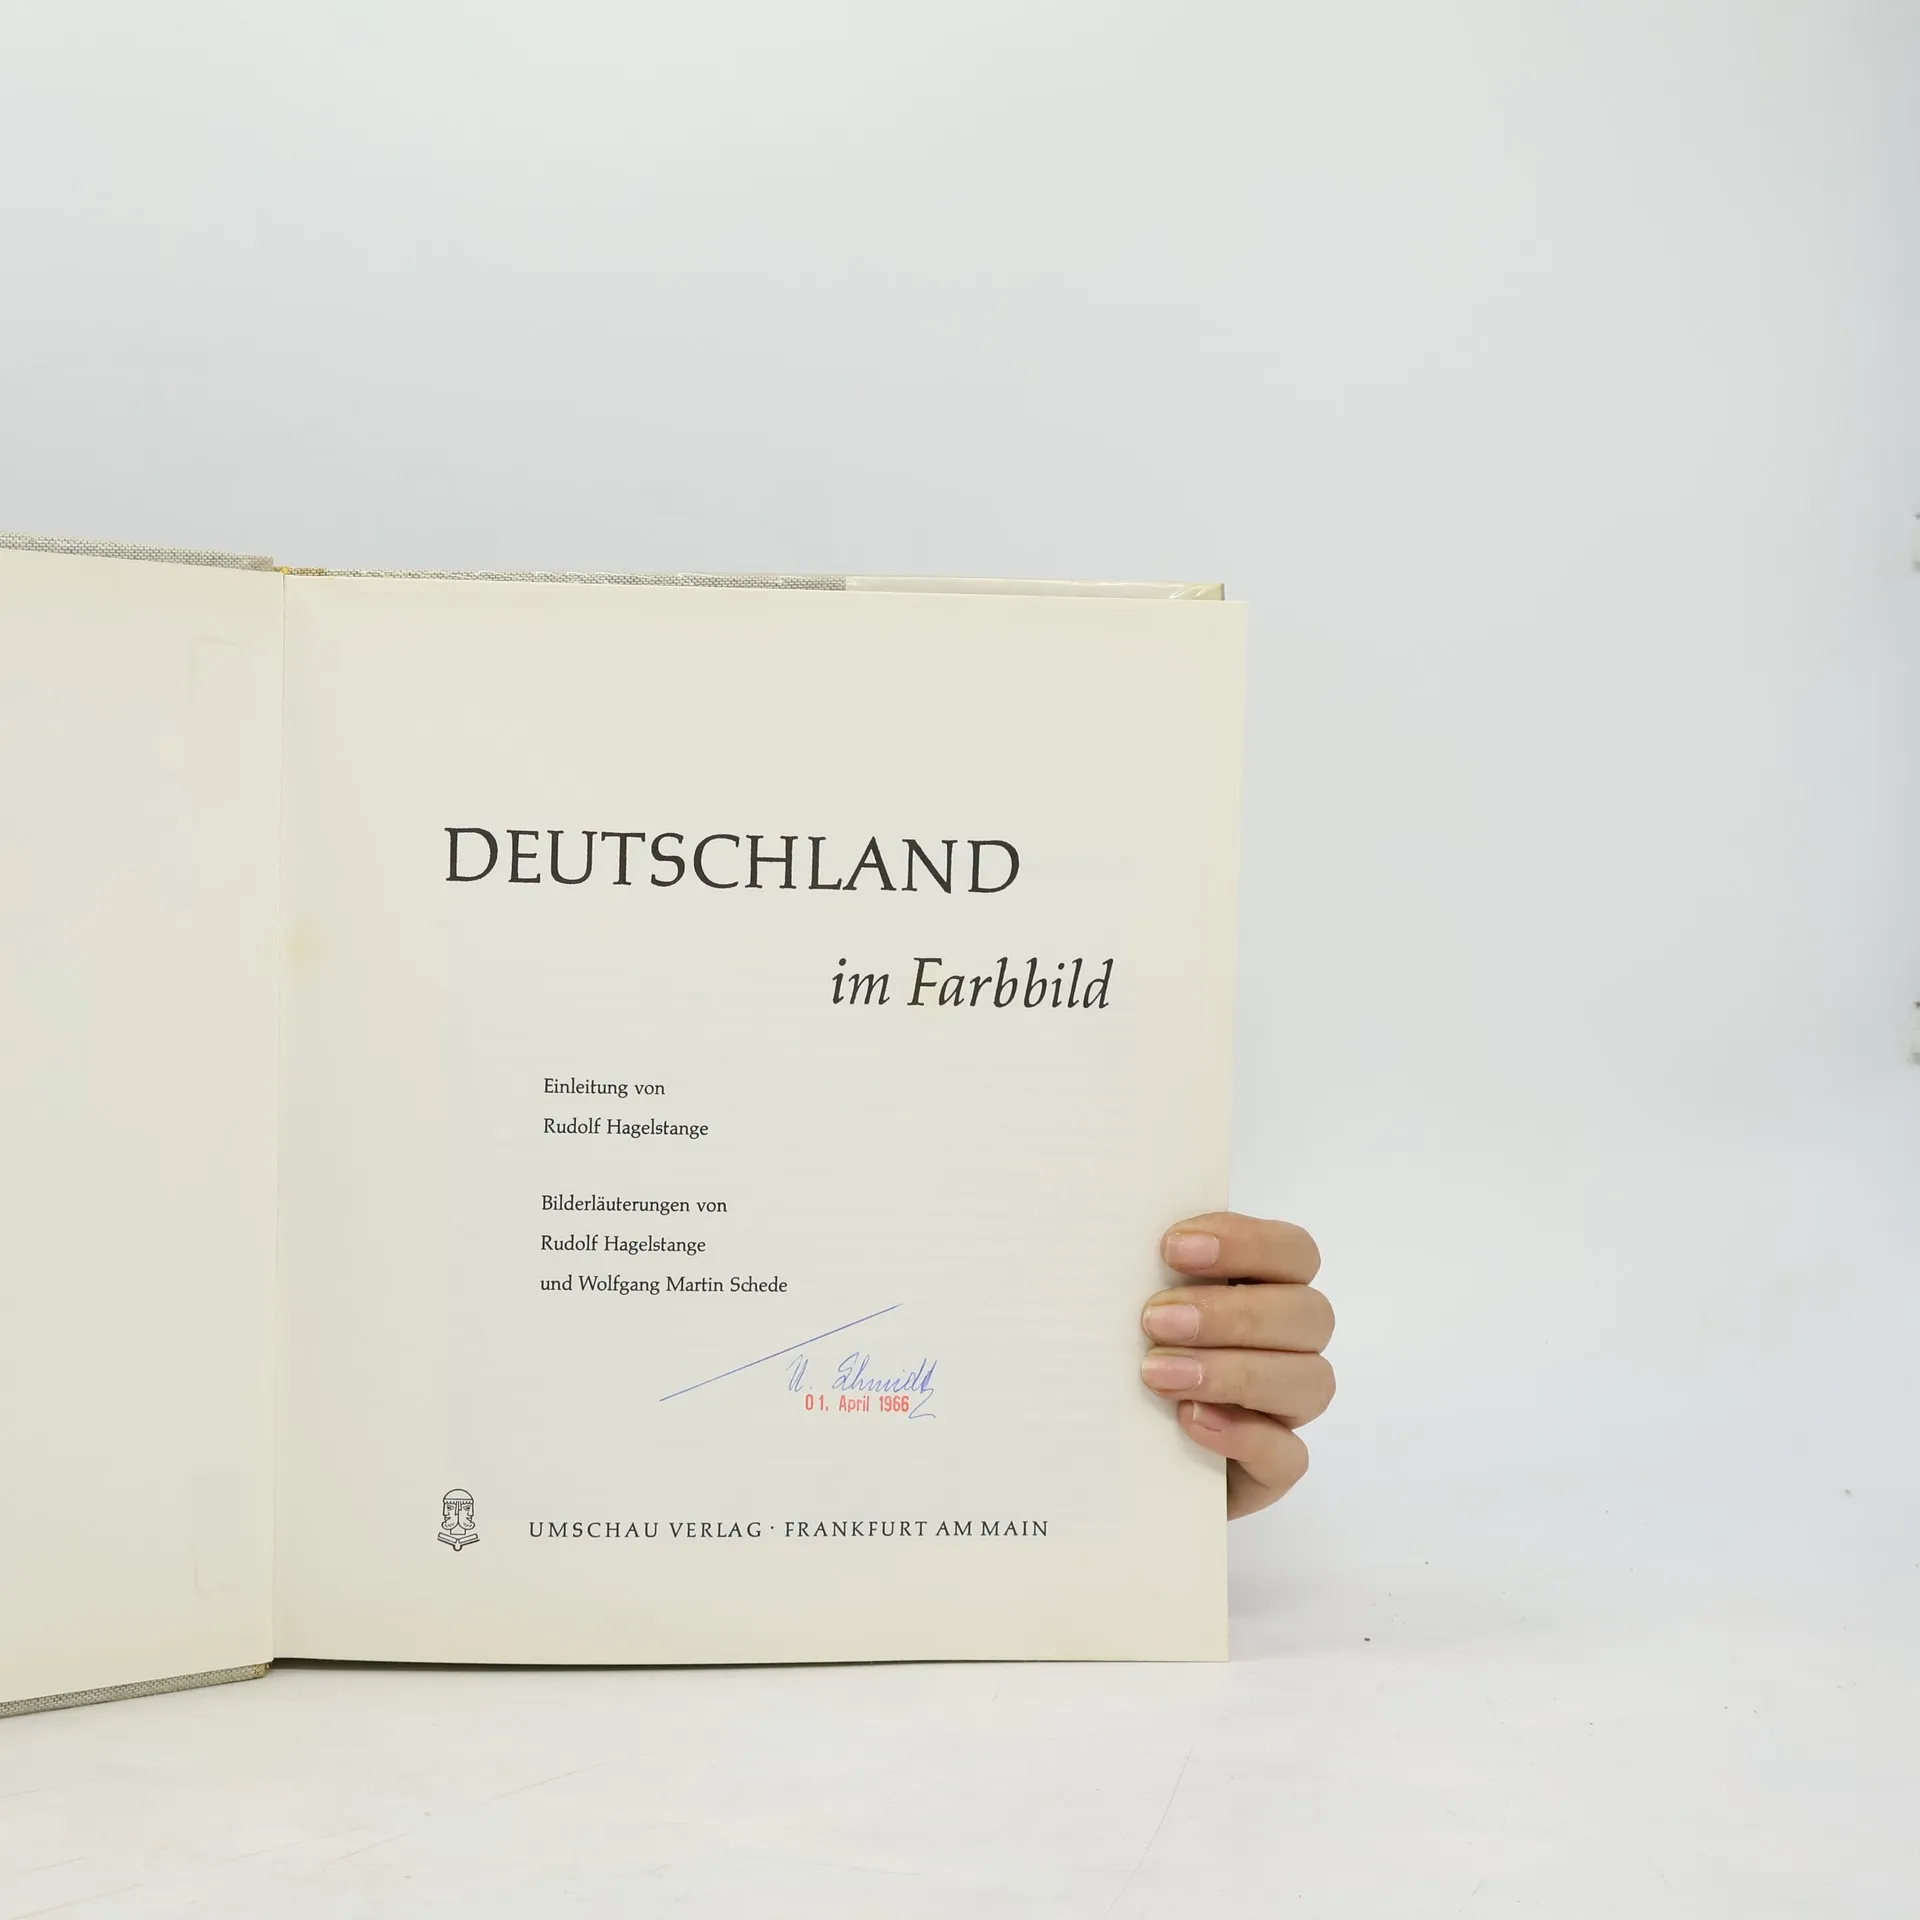 DEUTSCHLAND
im Farbbild
Einleitung von
Rudolf Hagelstange
Bilderläuterungen von
Rudolf Hagelstange
und Wolfgang Martin Schede
U. Schmidt
01. April 1966
UMSCHAU VERLAG · FRANKFURT AM MAIN